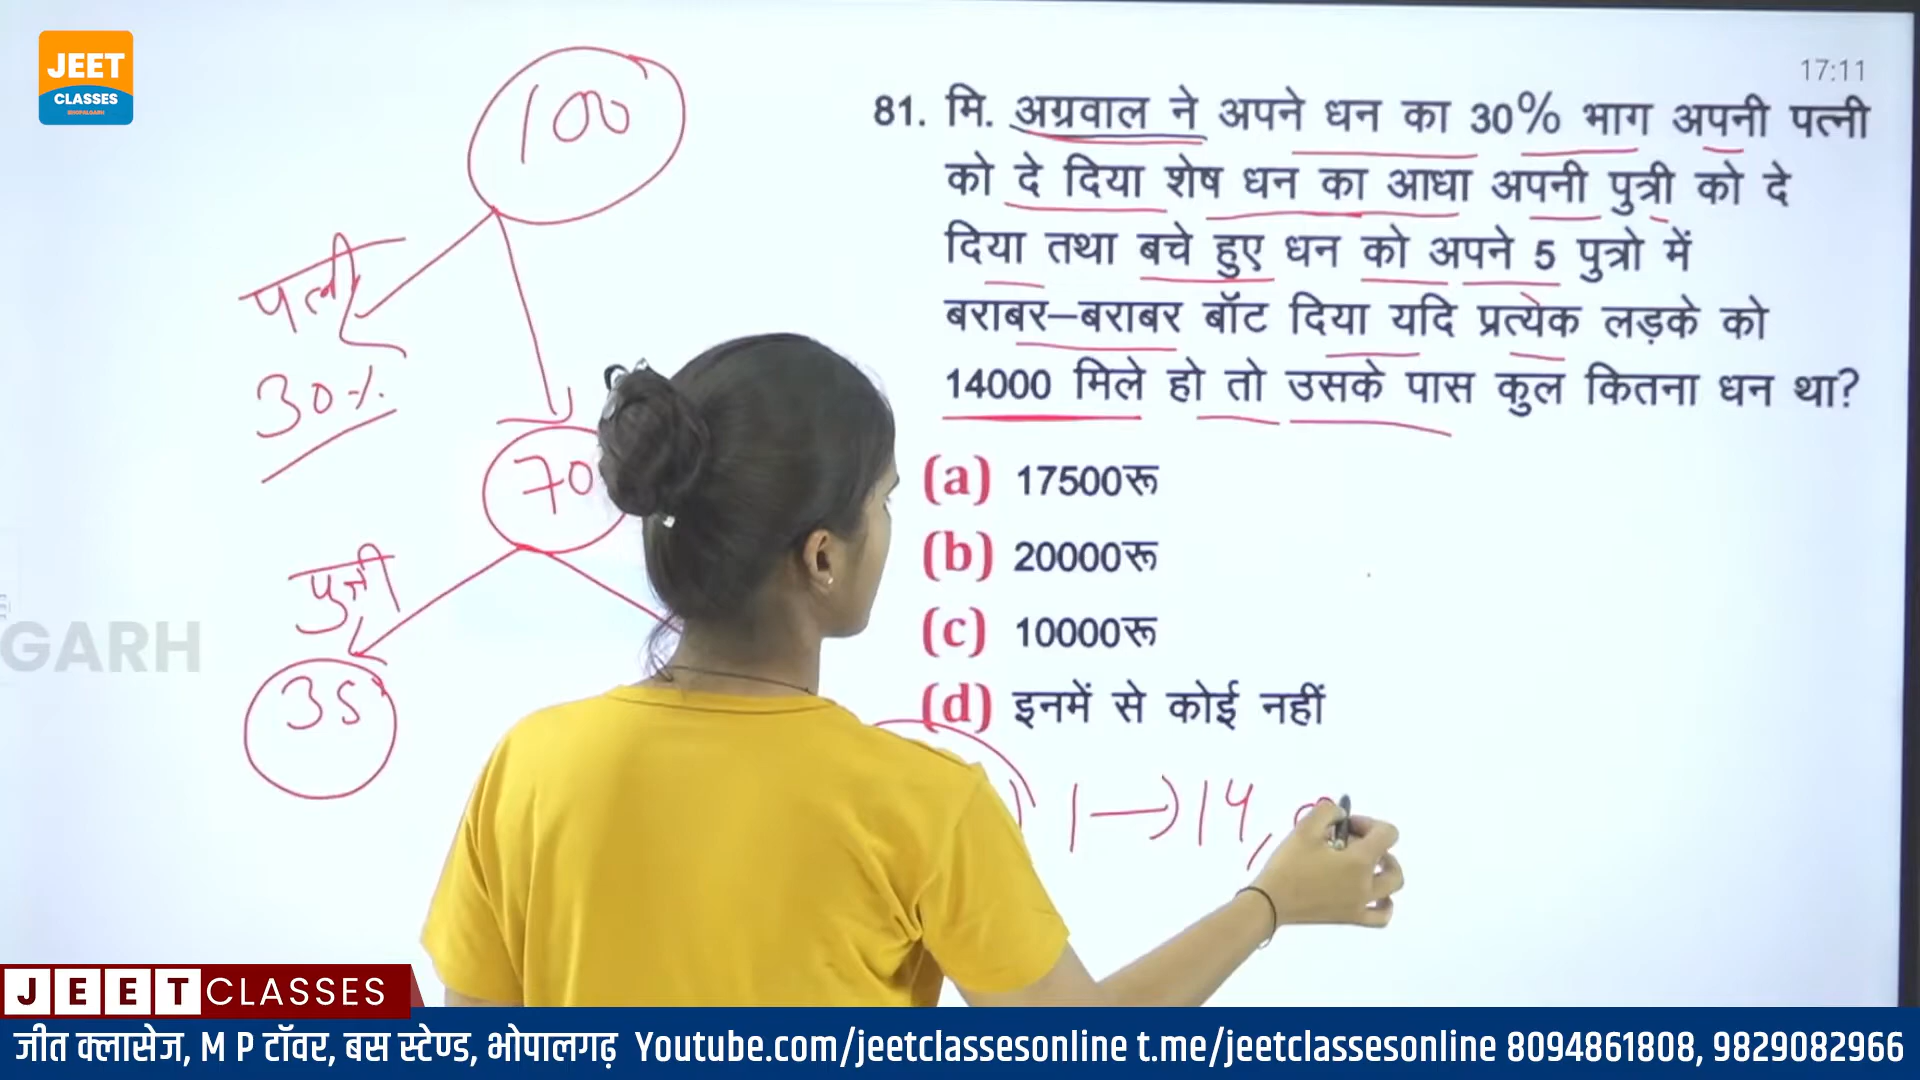 JEET
CLASSES
17:11
81. मि. अग्रवाल ने अपने धन का 30% भाग अपनी पत्नी
को दे दिया शेष धन का आधा अपनी पुत्री को दे
दिया तथा बचे हुए धन को अपने 5 पुत्रो में
बराबर–बराबर बॉट दिया यदि प्रत्येक लड़के को
14000 मिले हो तो उसके पास कुल कितना धन था?
(a) 17500रू
(b) 20000रू
(c) 10000रू
(d) इनमें से कोई नहीं
100
पत्नी
30%
70
पुत्री
35
1→14,
GARH
JEET CLASSES
जीत क्लासेज, M P टॉवर, बस स्टेण्ड, भोपालगढ़ Youtube.com/jeetclassesonline t.me/jeetclassesonline 8094861808, 9829082966